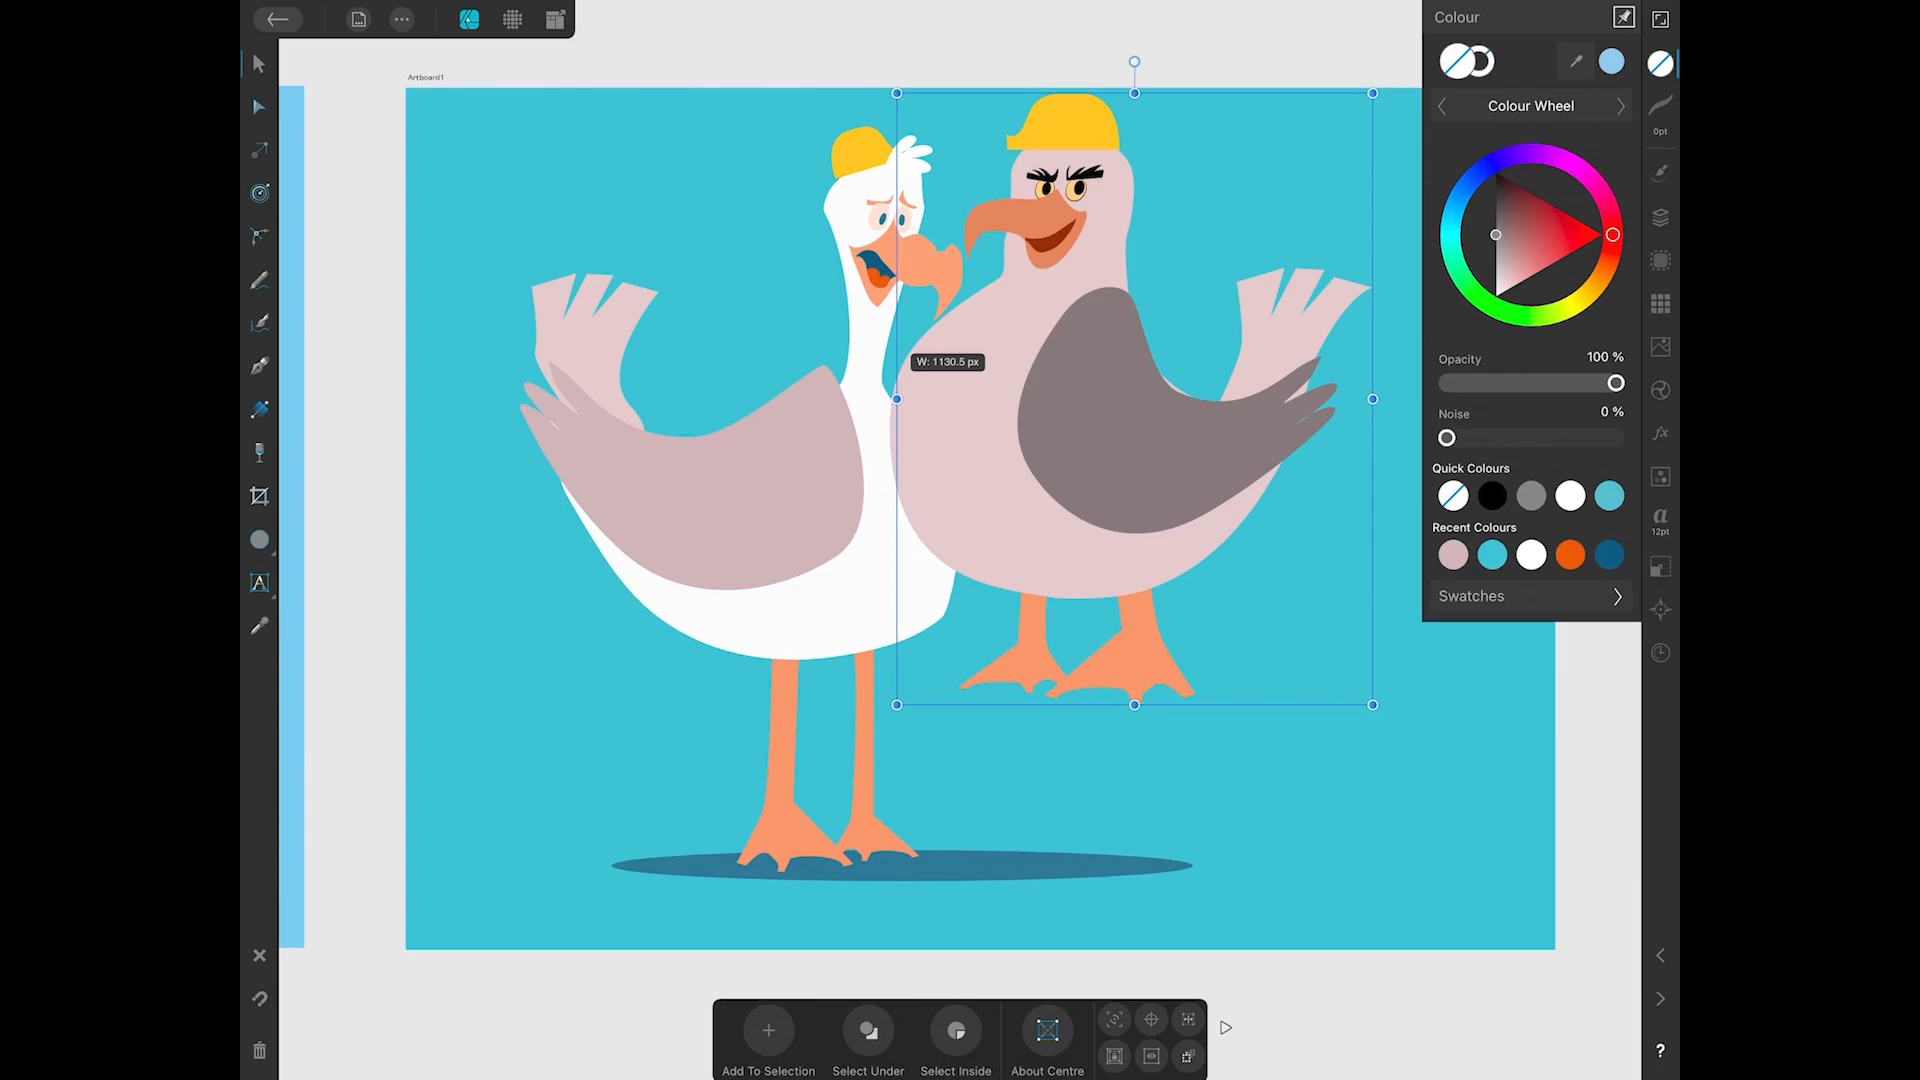 Colour
Artboard1
Colour Wheel
0pt
Opacity
100 %
W: 1130.5 px
Noise
0 %
Quick Colours
a
12pt
Recent Colours
fx
A
Swatches
Add To Selection
Select Under
Select Inside
About Centre
?